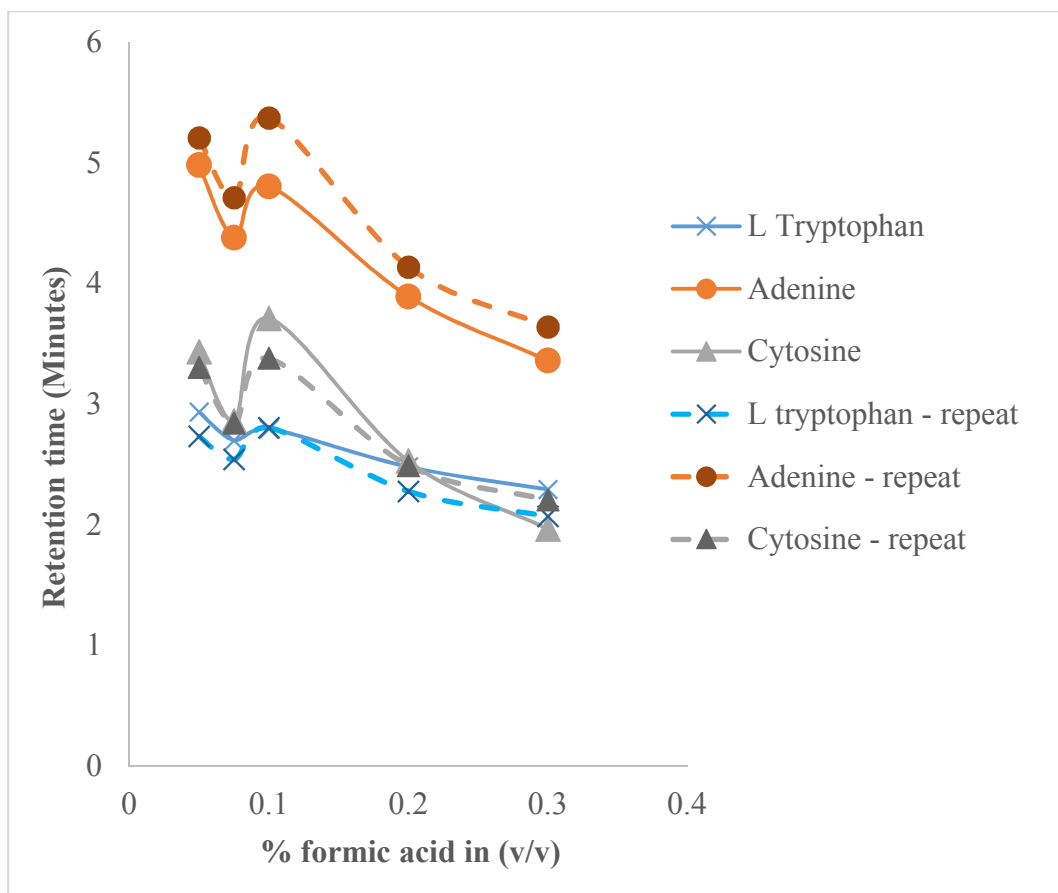 6
5
4
3
2
1
0
Retention time (Minutes)
0
0.1
0.2
0.3
0.4
% formic acid in (v/v)
L Tryptophan
Adenine
Cytosine
L tryptophan - repeat
Adenine - repeat
Cytosine - repeat